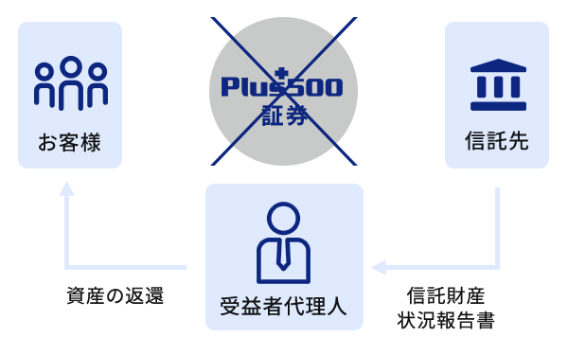 Plus500
証券
お客様
信託先
受益者代理人
資産の返還
信託財産
状況報告書